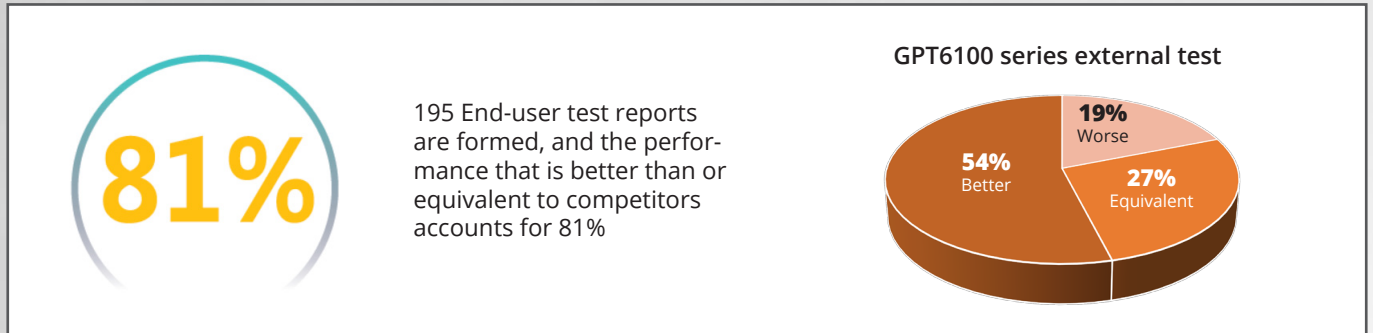 81%
195 End-user test reports
are formed, and the perfor-
mance that is better than or
equivalent to competitors
accounts for 81%
GPT6100 series external test
19%
Worse
54%
Better
27%
Equivalent